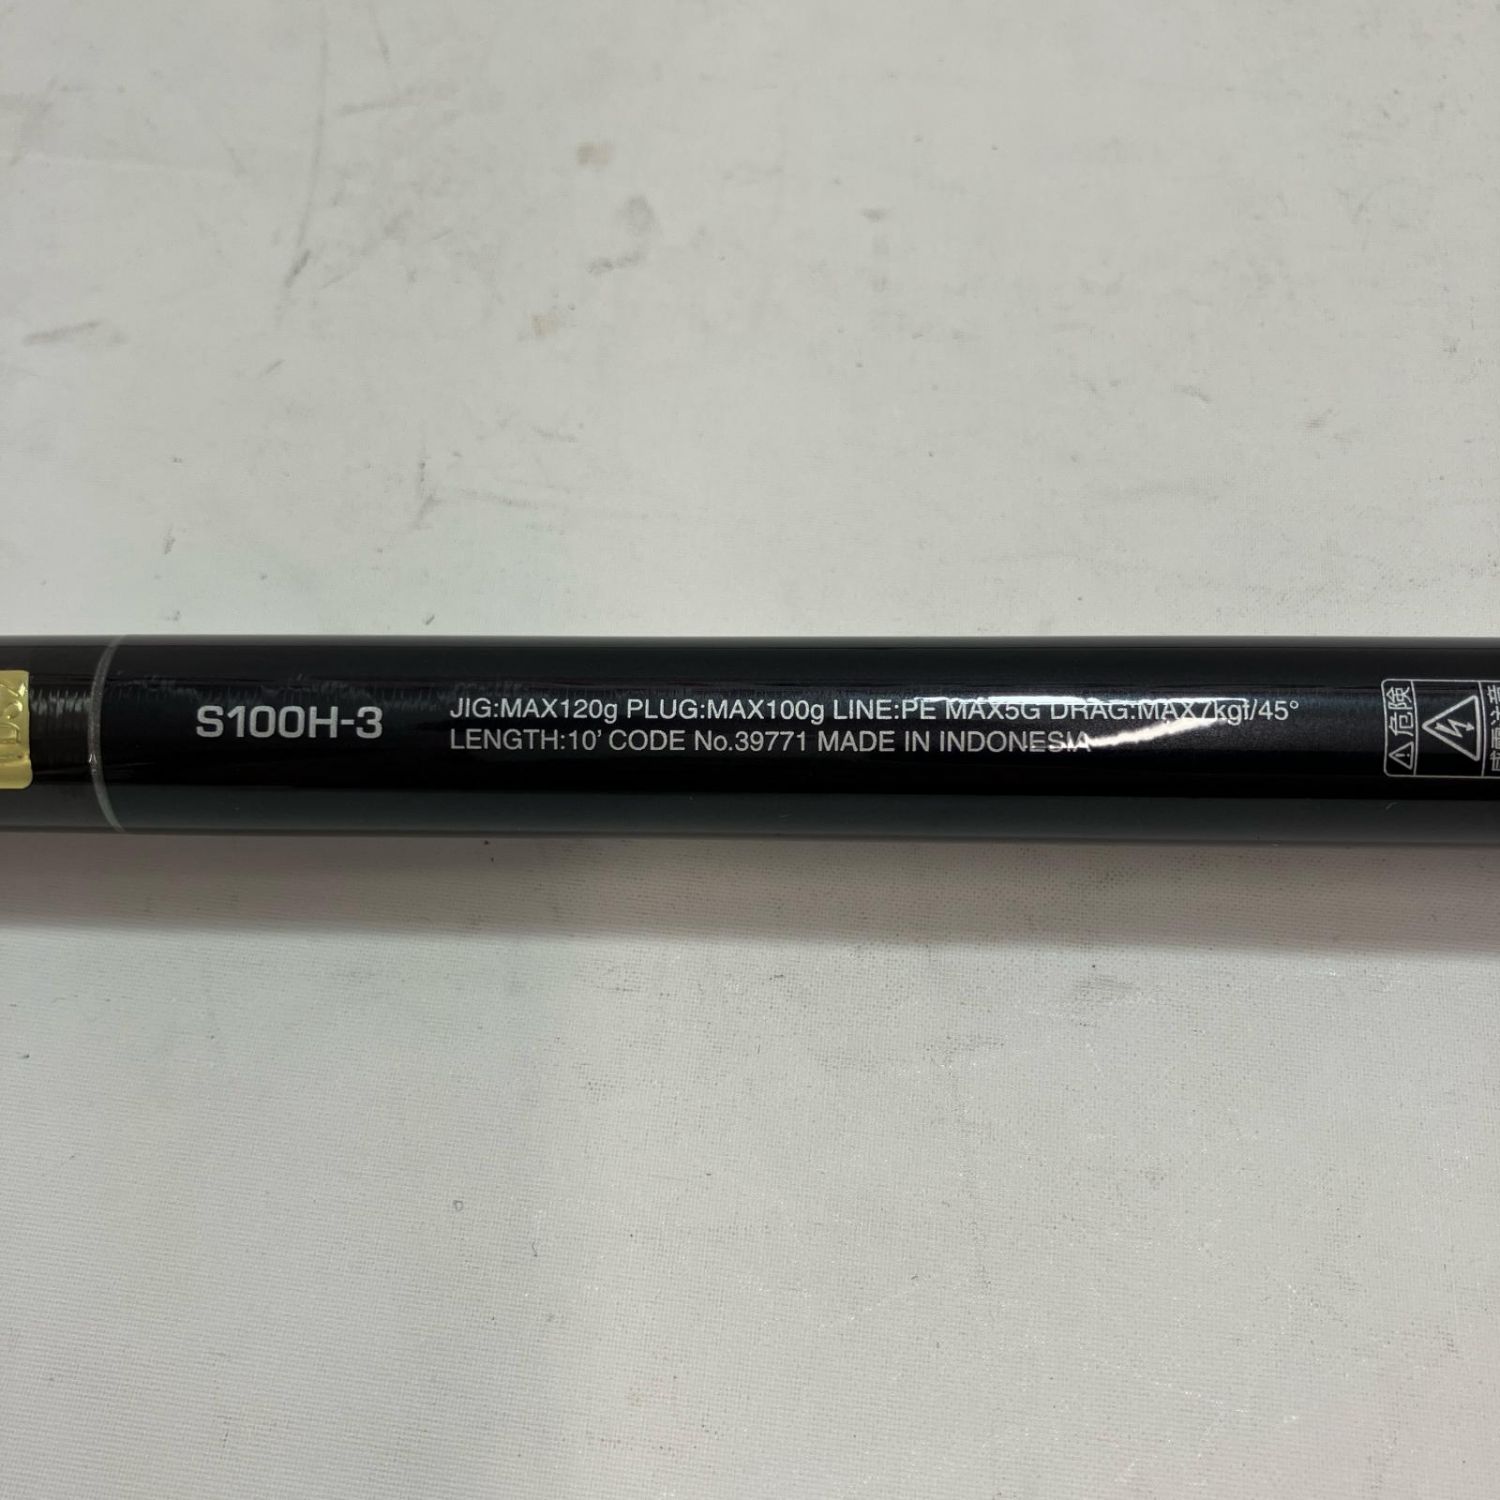 S100H-3
JIG:MAX120g PLUG:MAX100g LINE:PE MAX5G DRAG:MAX7kgf/45°
LENGTH:10' CODE No.39771 MADE IN INDONESIA
⚠危険